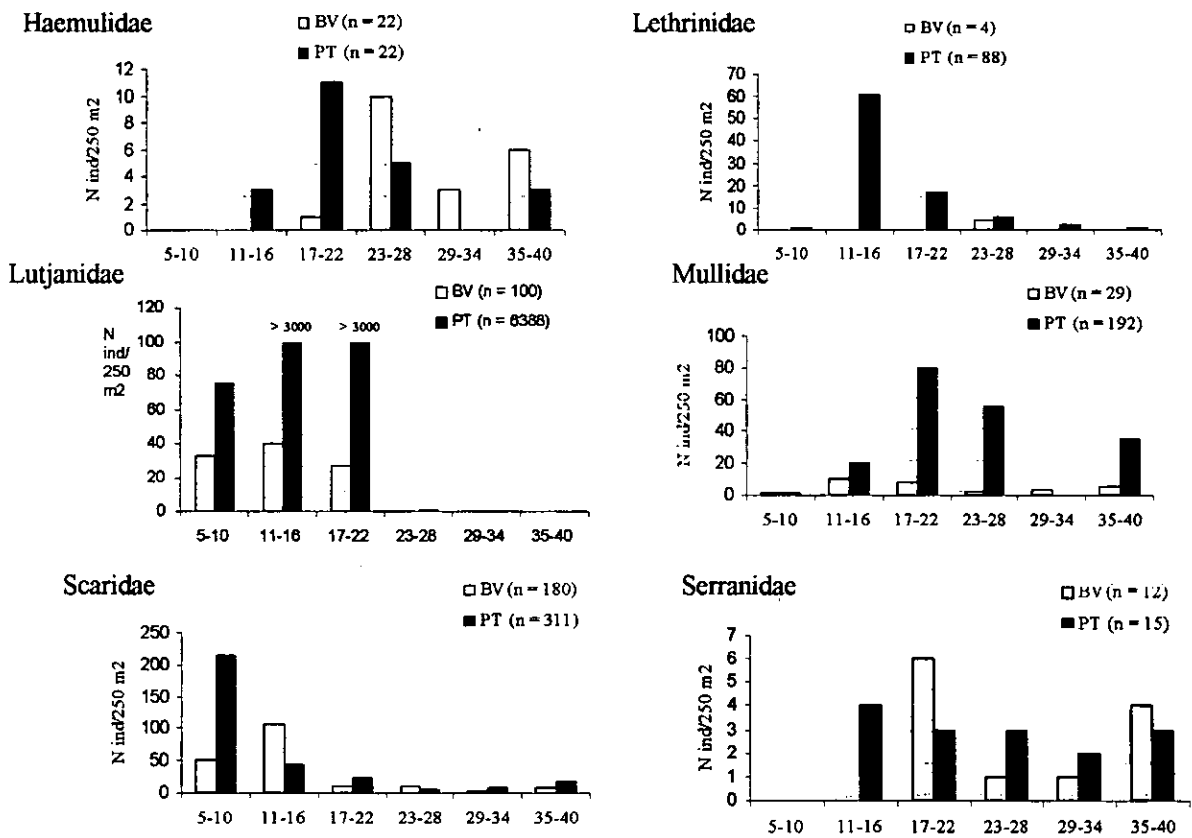 Haemulidae
BV (n = 22)
PT (n = 22)
N ind/250 m2
12
10
8
6
4
2
0
5-10 11-16 17-22 23-28 29-34 35-40
Lethrinidae
BV (n = 4)
PT (n = 88)
N ind/250 m2
70
60
50
40
30
20
10
0
5-10 11-16 17-22 23-28 29-34 35-40
Lutjanidae
BV (n = 100)
PT (n = 6388)
N
ind/
250
m2
120
100
80
60
40
20
0
> 3000 > 3000
5-10 11-16 17-22 23-28 29-34 35-40
Mullidae
BV (n = 29)
PT (n = 192)
N ind/250 m2
100
80
60
40
20
0
5-10 11-16 17-22 23-28 29-34 35-40
Scaridae
BV (n = 180)
PT (n = 311)
N ind/250 m2
250
200
150
100
50
0
5-10 11-16 17-22 23-28 29-34 35-40
Serranidae
BV (n = 12)
PT (n = 15)
N ind/250 m2
7
6
5
4
3
2
1
0
5-10 11-16 17-22 23-28 29-34 35-40